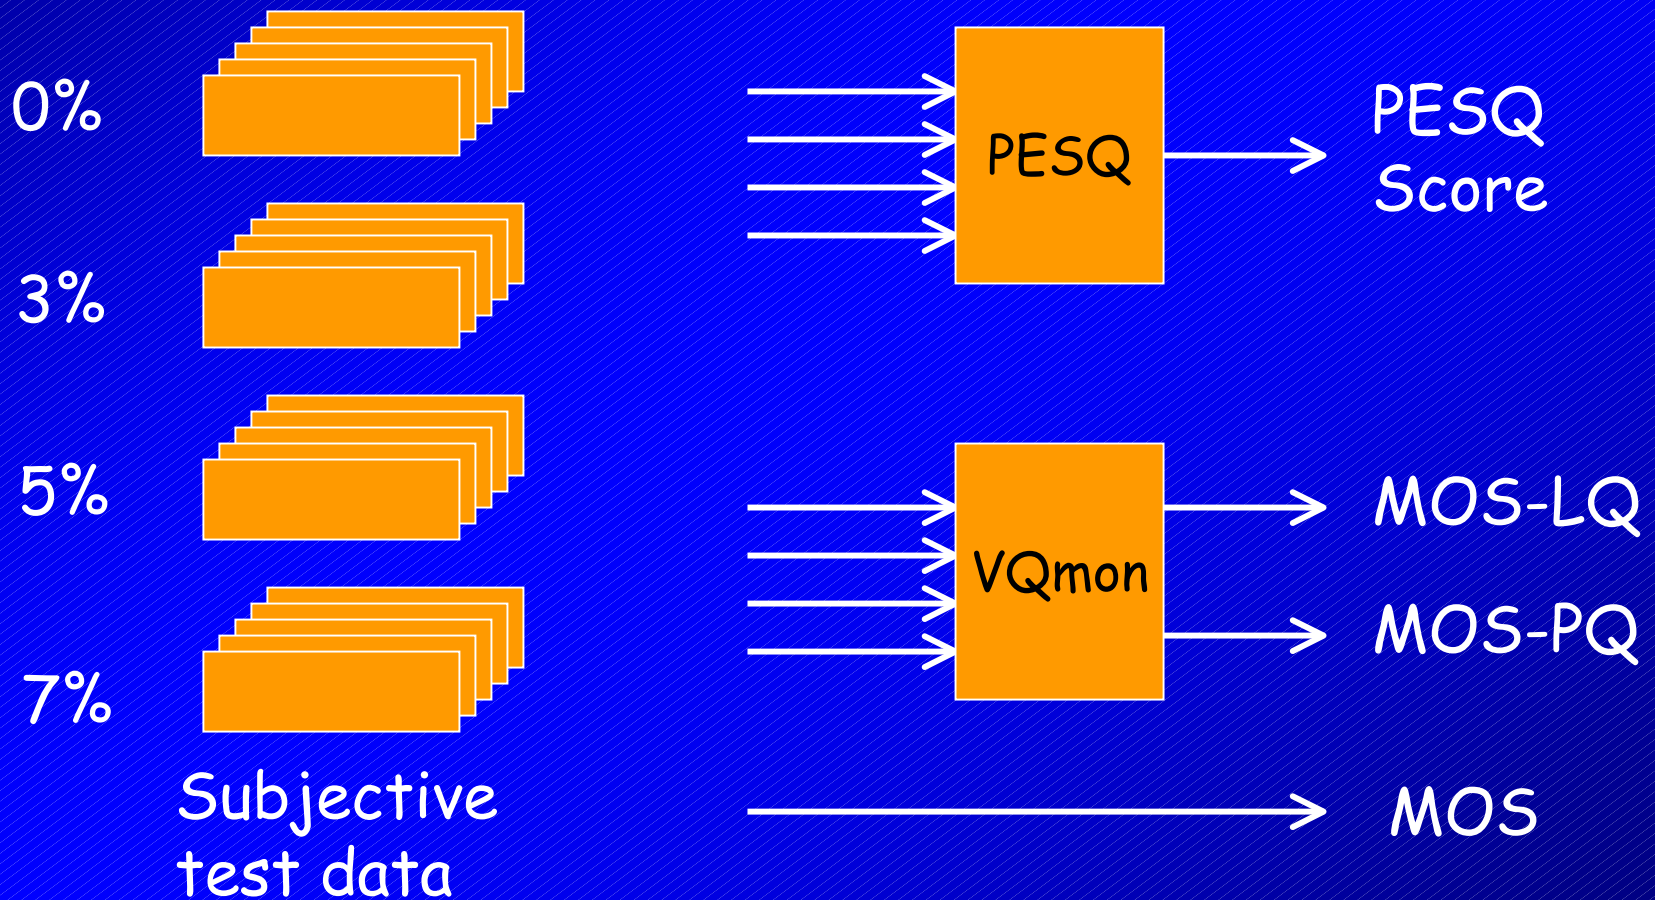 0%
3%
5%
7%
Subjective
test data
PESQ
PESQ
Score
VQmon
MOS-LQ
MOS-PQ
MOS